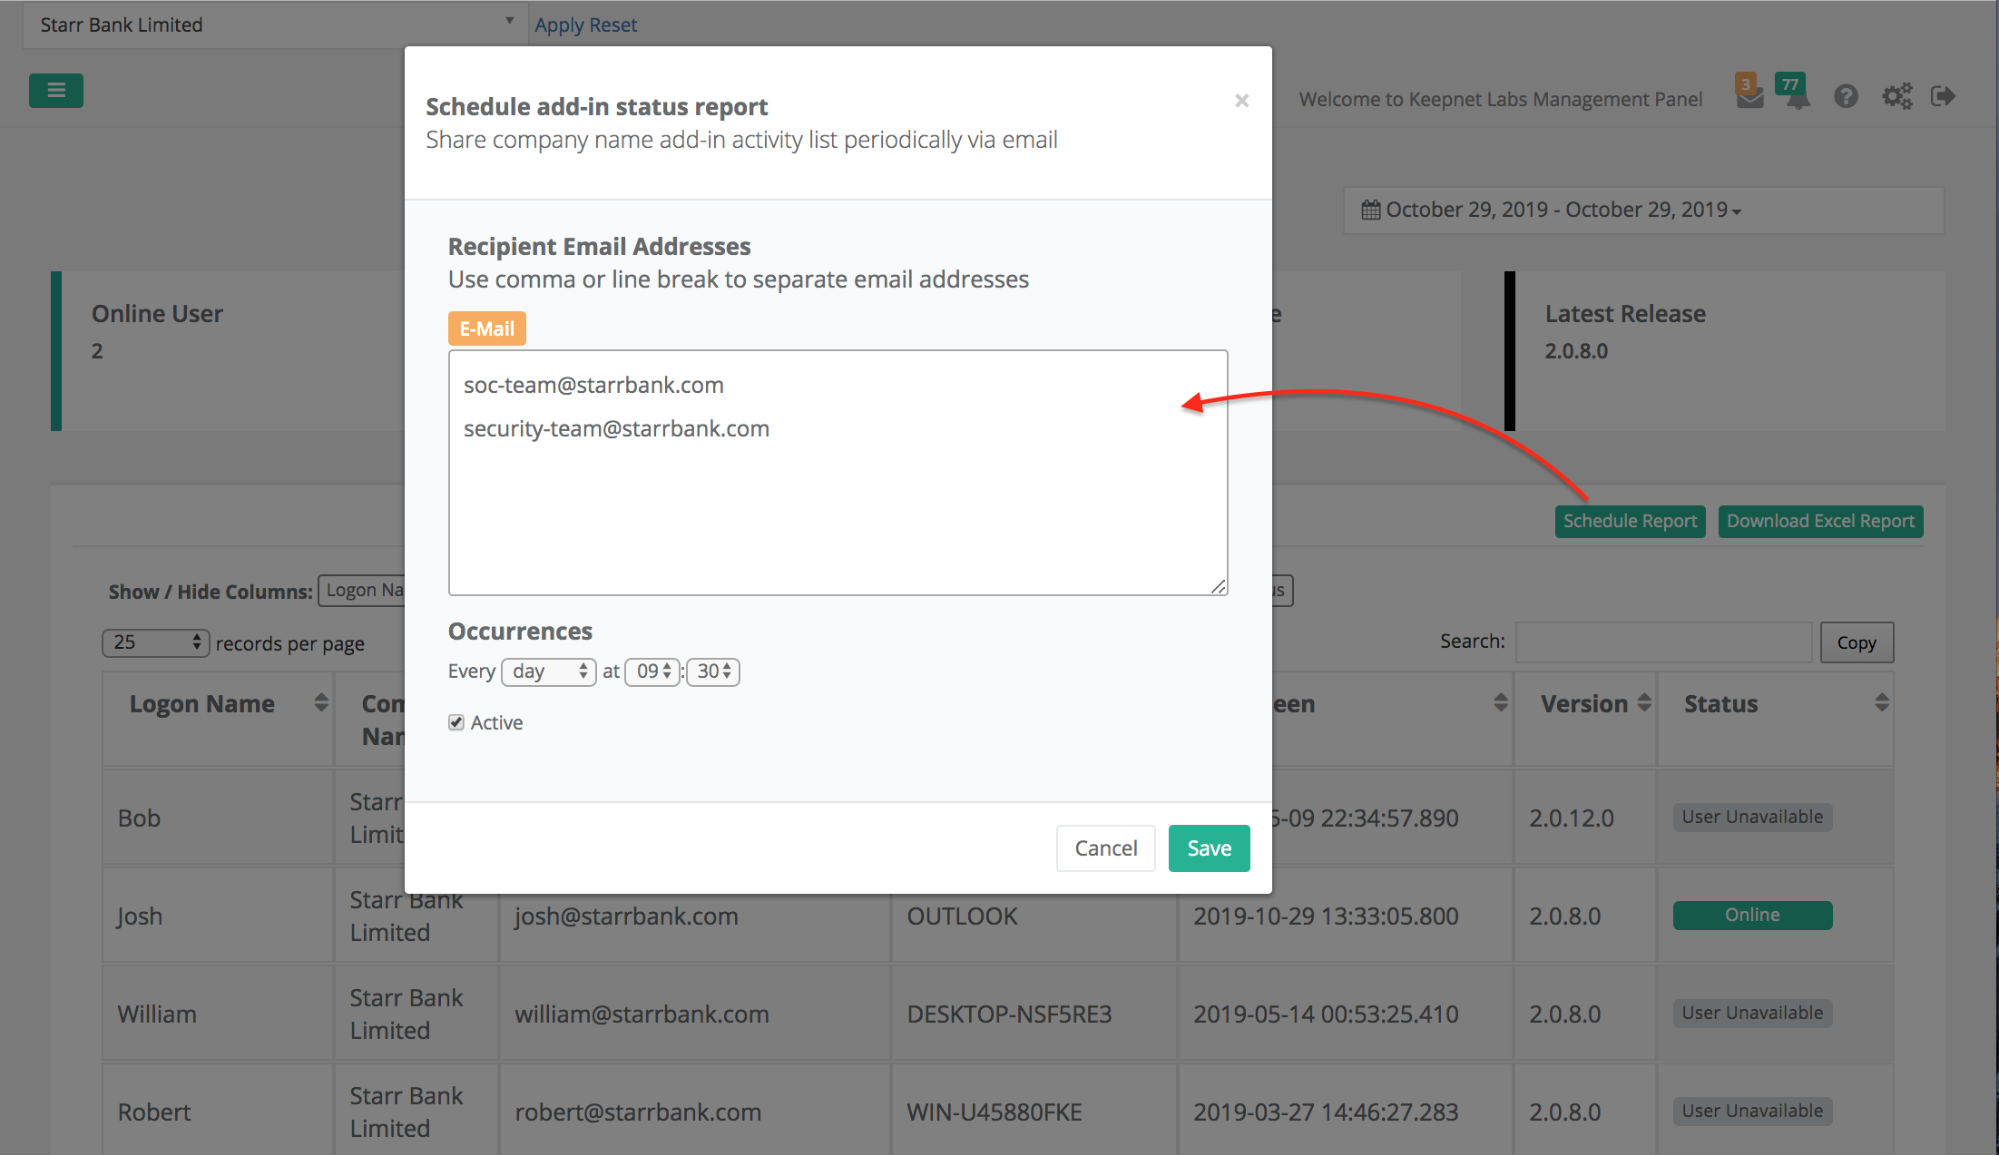 Starr Bank Limited
Apply Reset
Schedule add-in status report
Share company name add-in activity list periodically via email
×
Welcome to Keepnet Labs Management Panel
3
77
October 29, 2019 - October 29, 2019
Online User
2
Latest Release
2.0.8.0
Recipient Email Addresses
Use comma or line break to separate email addresses
E-Mail
soc-team@starrbank.com
security-team@starrbank.com
Schedule Report
Download Excel Report
Show / Hide Columns:
Logon Na
25 records per page
Search:
Copy
Occurrences
Every day at 09 : 30
Active
Cancel
Save
Logon Name
Version
Status
Bob
Starr
2.0.12.0
User Unavailable
5-09 22:34:57.890
Josh
Starr Bank
Limited
josh@starrbank.com
OUTLOOK
2019-10-29 13:33:05.800
2.0.8.0
Online
William
Starr Bank
Limited
william@starrbank.com
DESKTOP-NSF5RE3
2019-05-14 00:53:25.410
2.0.8.0
User Unavailable
Robert
Starr Bank
Limited
robert@starrbank.com
WIN-U45880FKE
2019-03-27 14:46:27.283
2.0.8.0
User Unavailable